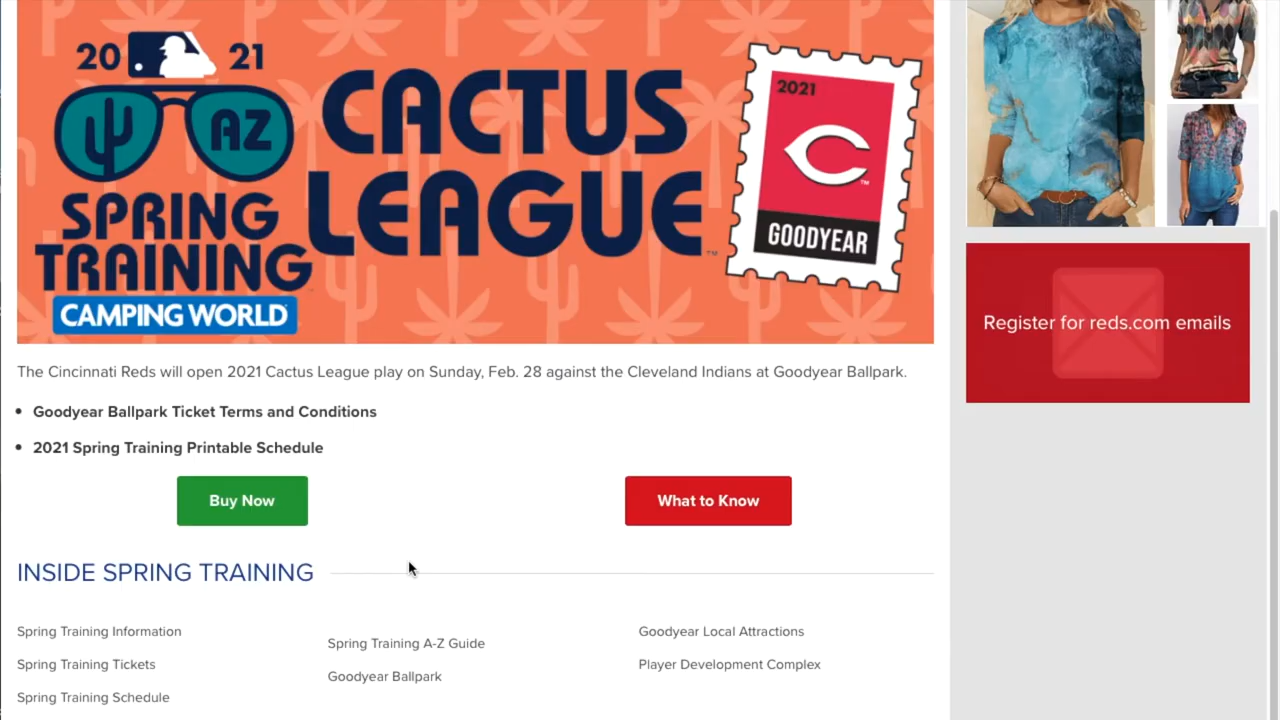 20 21
AZ
SPRING
TRAINING
CAMPING WORLD
CACTUS
LEAGUE™
2021
C™
GOODYEAR
Register for reds.com emails
The Cincinnati Reds will open 2021 Cactus League play on Sunday, Feb. 28 against the Cleveland Indians at Goodyear Ballpark.
• Goodyear Ballpark Ticket Terms and Conditions
• 2021 Spring Training Printable Schedule
Buy Now
What to Know
INSIDE SPRING TRAINING
Spring Training Information
Spring Training Tickets
Spring Training Schedule
Spring Training A-Z Guide
Goodyear Ballpark
Goodyear Local Attractions
Player Development Complex